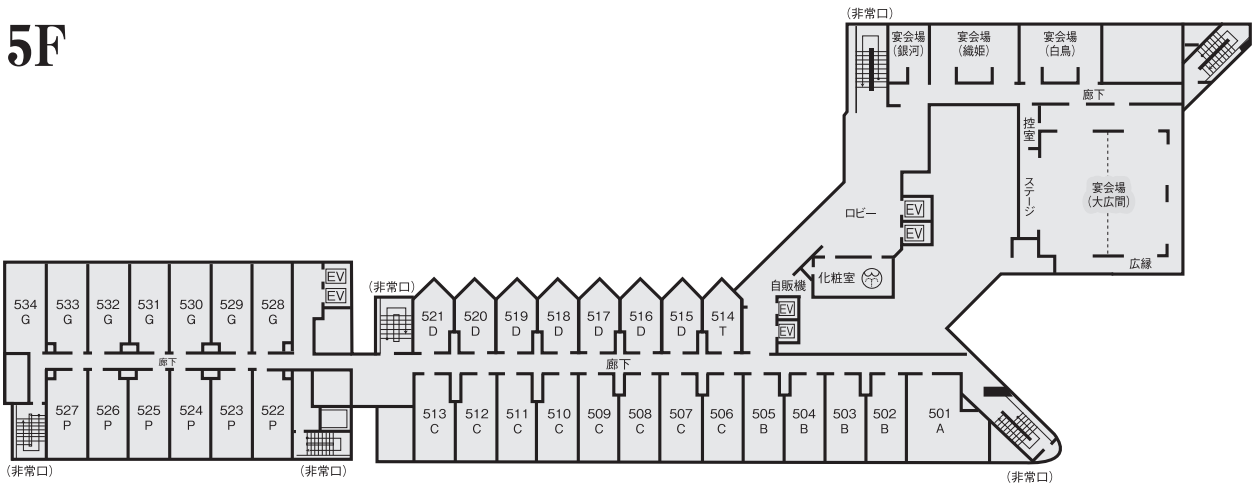 5F
(非常口)
宴会場
(銀河)
宴会場
(織姫)
宴会場
(白鳥)
廊下
控室
ステージ
宴会場
(大広間)
広縁
ロビー
EV
EV
化粧室
自販機
EV
EV
EV
EV
(非常口)
534
G
533
G
532
G
531
G
530
G
529
G
528
G
521
D
520
D
519
D
518
D
517
D
516
D
515
D
514
T
廊下
廊下
527
P
526
P
525
P
524
P
523
P
522
P
513
C
512
C
511
C
510
C
509
C
508
C
507
C
506
C
505
B
504
B
503
B
502
B
501
A
(非常口)
(非常口)
(非常口)